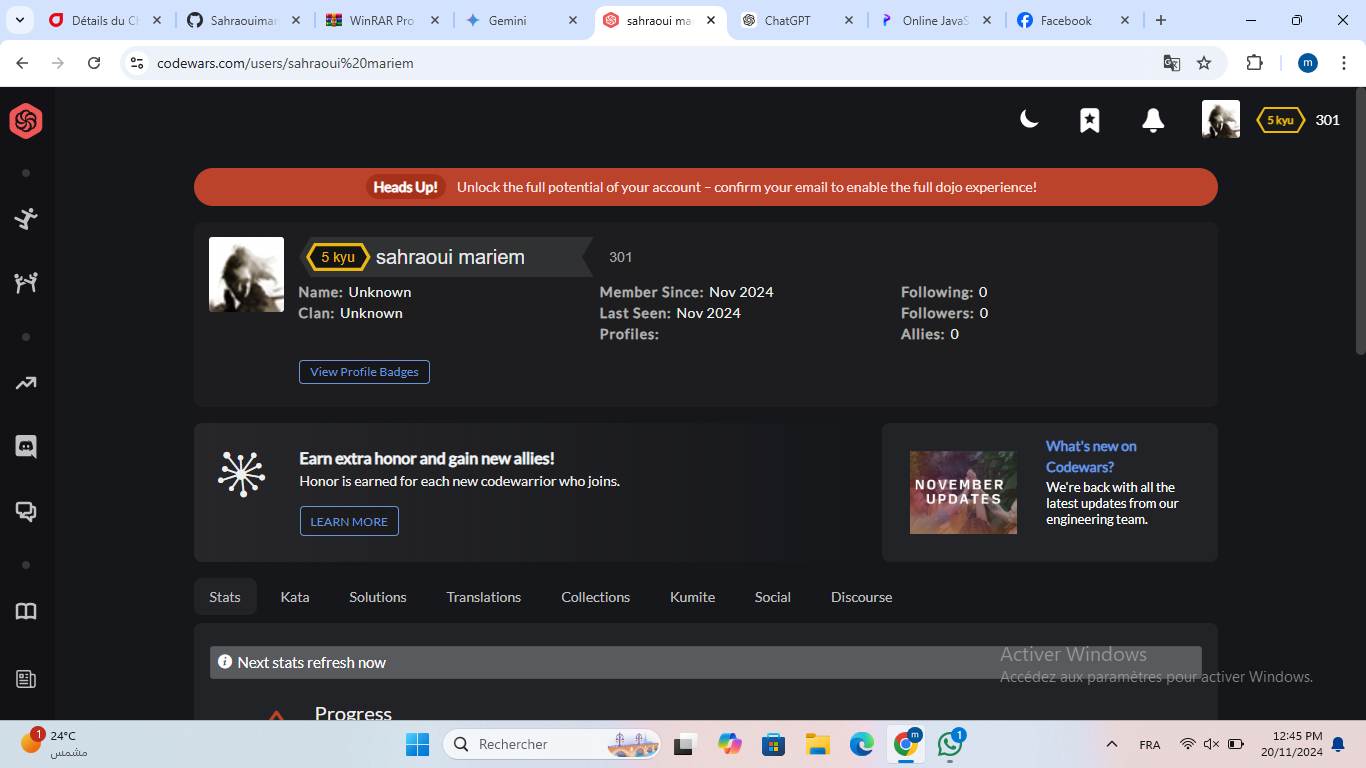 Détails du Ch
Sahraouimar
WinRAR Pro
Gemini
sahraoui mar
ChatGPT
Online JavaS
Facebook
codewars.com/users/sahraoui%20mariem
m
5 kyu
301
Heads Up!
Unlock the full potential of your account – confirm your email to enable the full dojo experience!
5 kyu
sahraoui mariem
301
Name: Unknown
Member Since: Nov 2024
Following: 0
Clan: Unknown
Last Seen: Nov 2024
Followers: 0
Profiles:
Allies: 0
View Profile Badges
Earn extra honor and gain new allies!
Honor is earned for each new codewarrior who joins.
LEARN MORE
NOVEMBER
UPDATES
What's new on
Codewars?
We're back with all the
latest updates from our
engineering team.
Stats
Kata
Solutions
Translations
Collections
Kumite
Social
Discourse
Next stats refresh now
Activer Windows
Accédez aux paramètres pour activer Windows.
Progress
1
24°C
مشمس
Rechercher
m
1
FRA
12:45 PM
20/11/2024